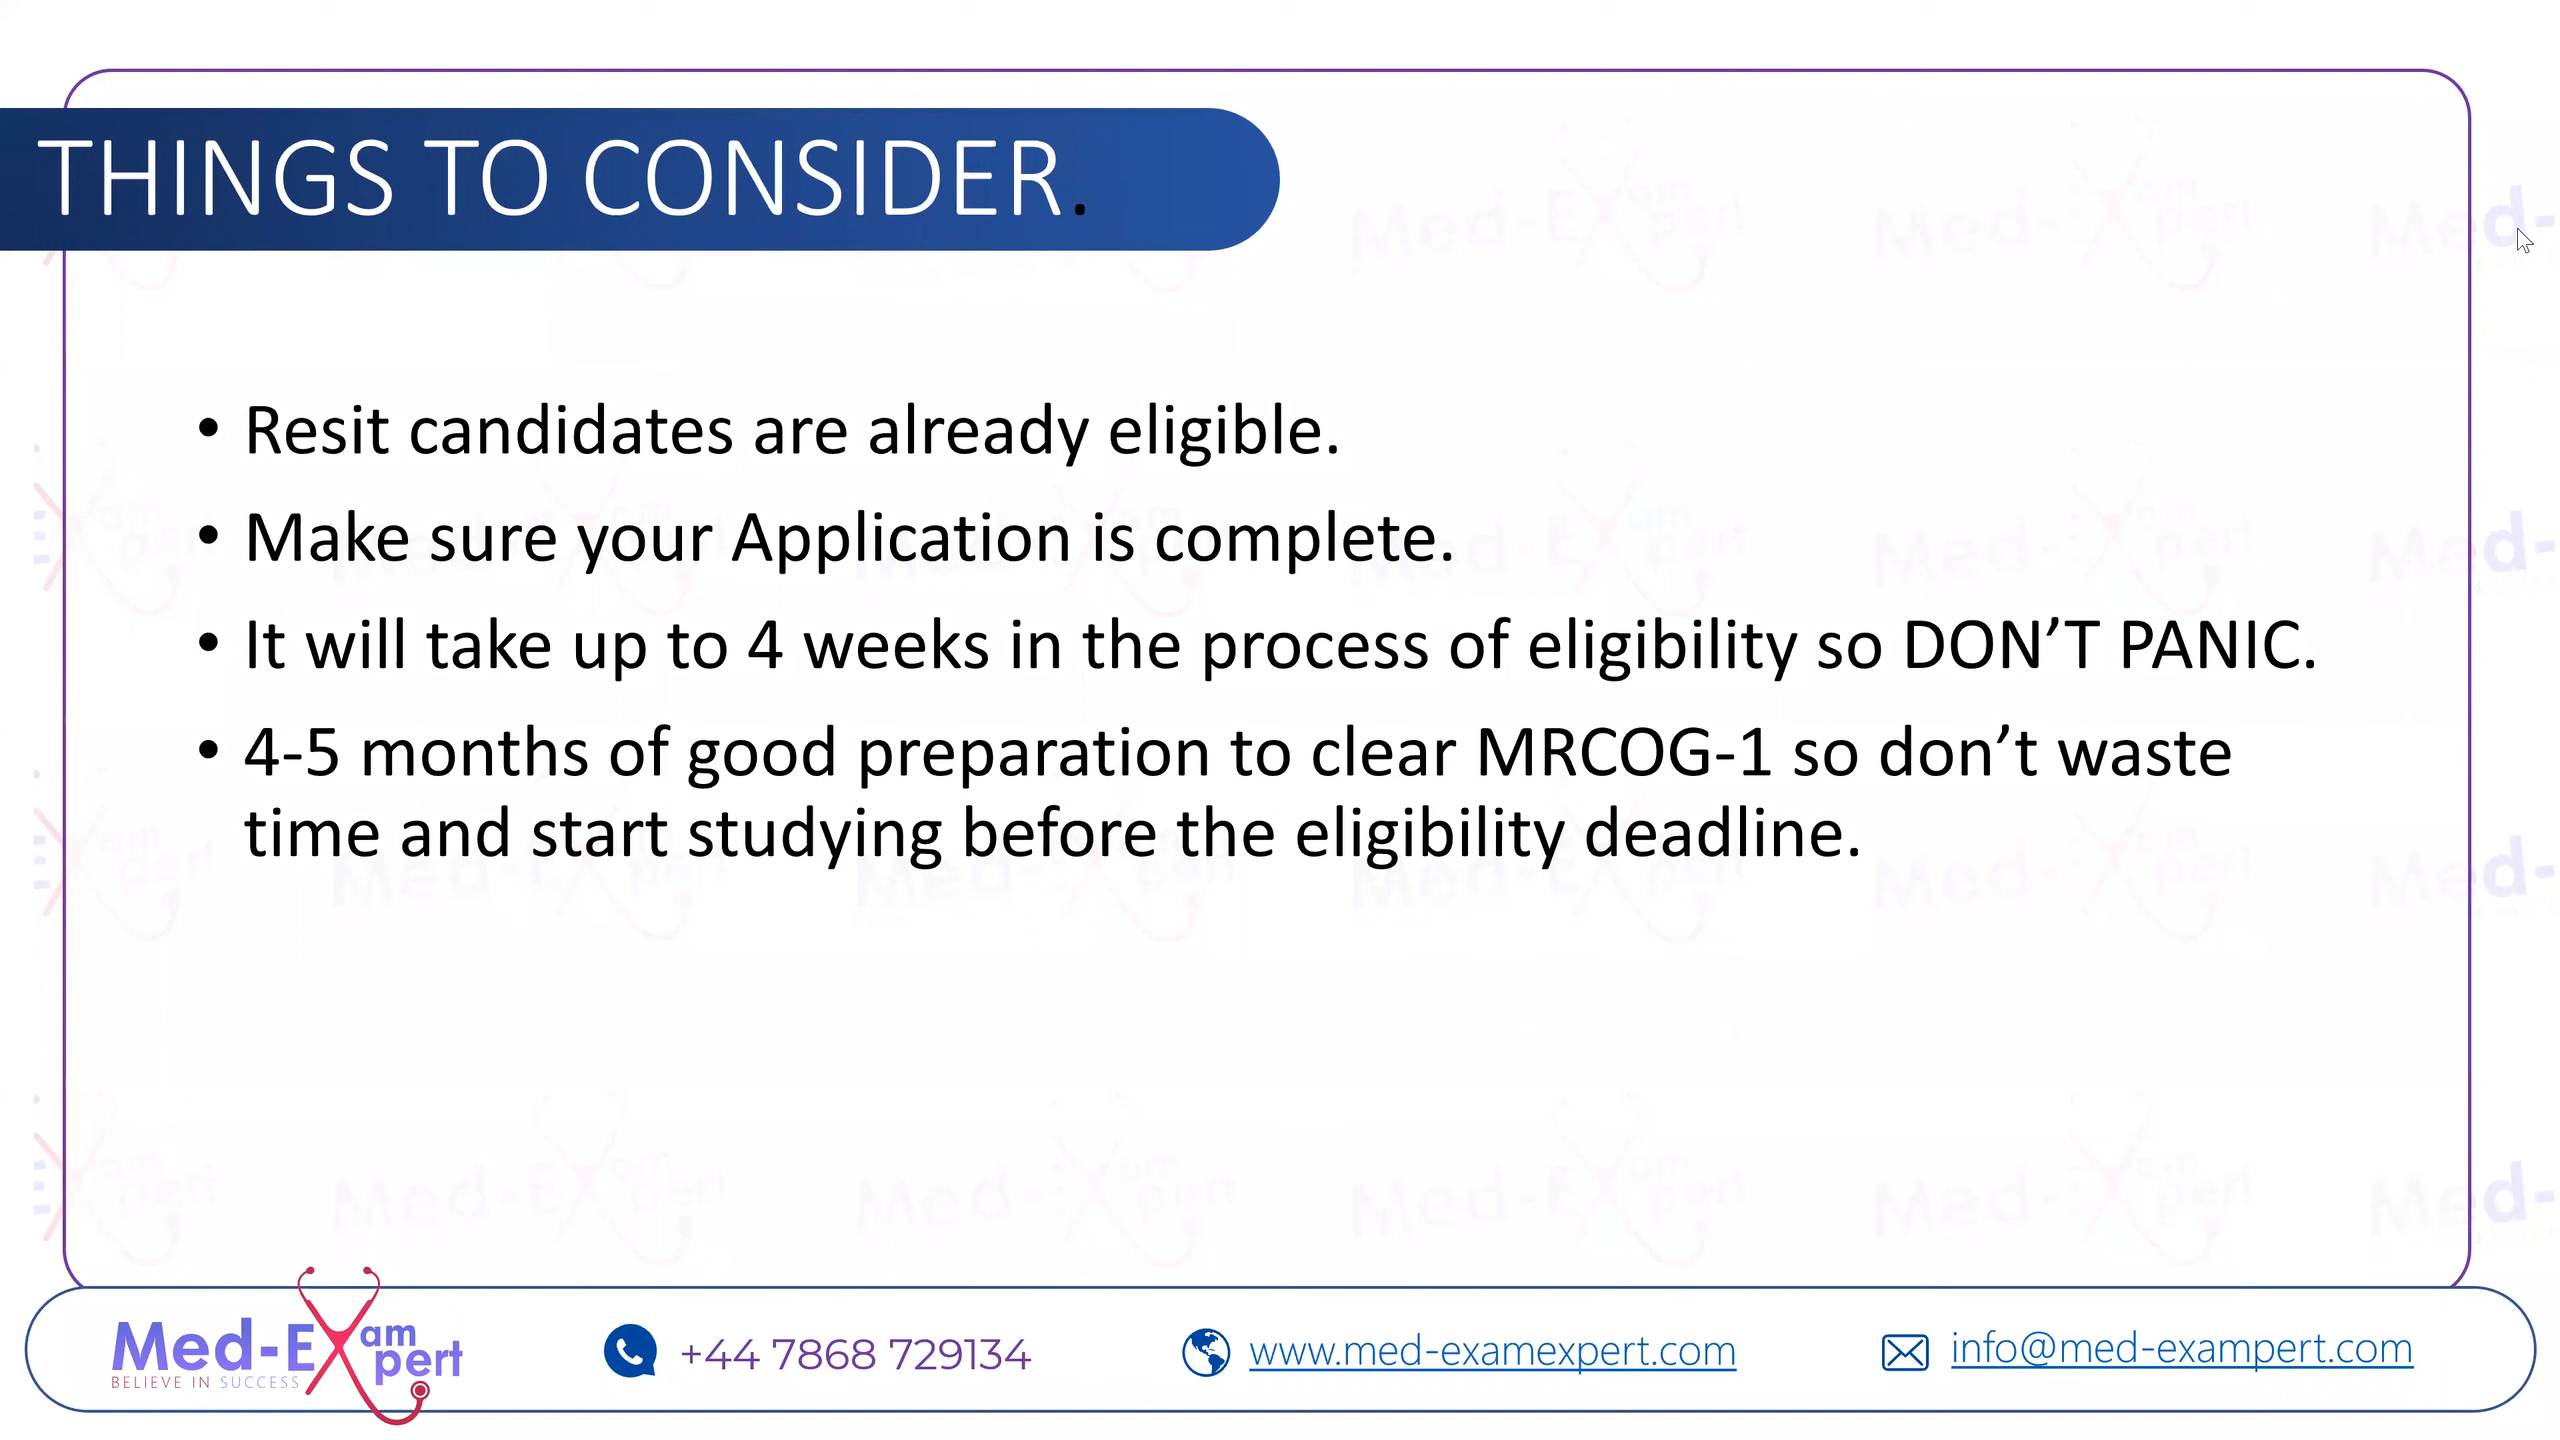 THINGS TO CONSIDER.
• Resit candidates are already eligible.
• Make sure your Application is complete.
• It will take up to 4 weeks in the process of eligibility so DON’T PANIC.
• 4-5 months of good preparation to clear MRCOG-1 so don’t waste
time and start studying before the eligibility deadline.
Med-Exam pert
BELIEVE IN SUCCESS
+44 7868 729134
www.med-examexpert.com
info@med-exampert.com